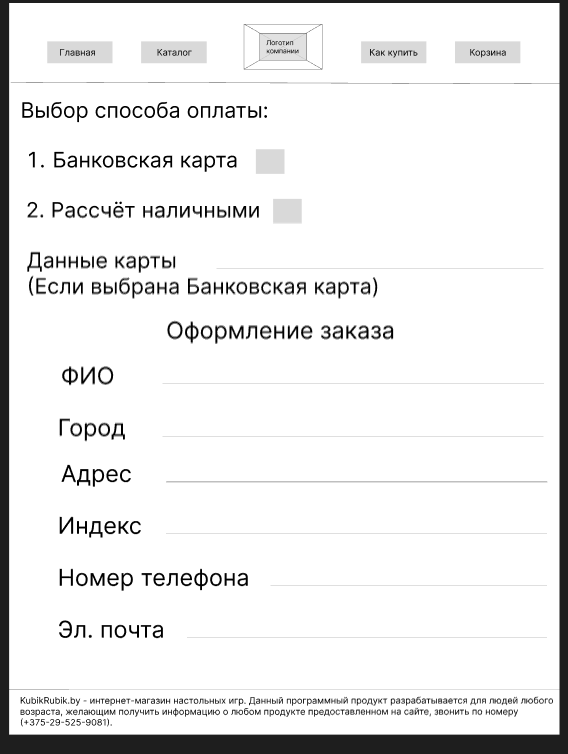 Главная
Каталог
Логотип
компании
Как купить
Корзина
Выбор способа оплаты:
1. Банковская карта
2. Рассчёт наличными
Данные карты
(Если выбрана Банковская карта)
Оформление заказа
ФИО
Город
Адрес
Индекс
Номер телефона
Эл. почта
KubikRubik.by - интернет-магазин настольных игр. Данный программный продукт разрабатывается для людей любого
возраста, желающим получить информацию о любом продукте предоставленном на сайте, звонить по номеру
(+375-29-525-9081).